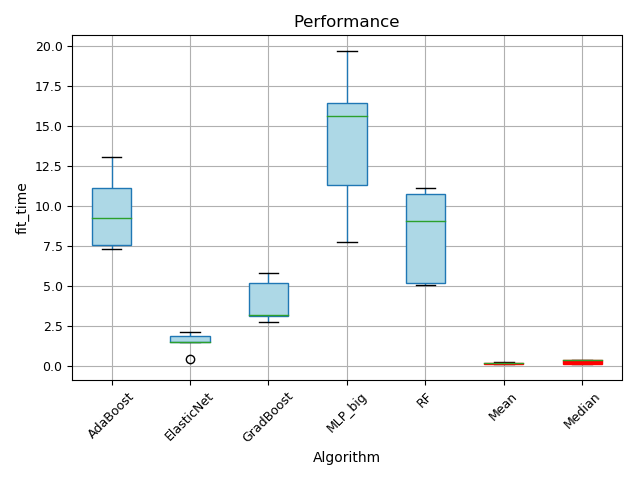 Performance
fit_time
20.0
17.5
15.0
12.5
10.0
7.5
5.0
2.5
0.0
AdaBoost
ElasticNet
GradBoost
MLP_big
RF
Mean
Median
Algorithm